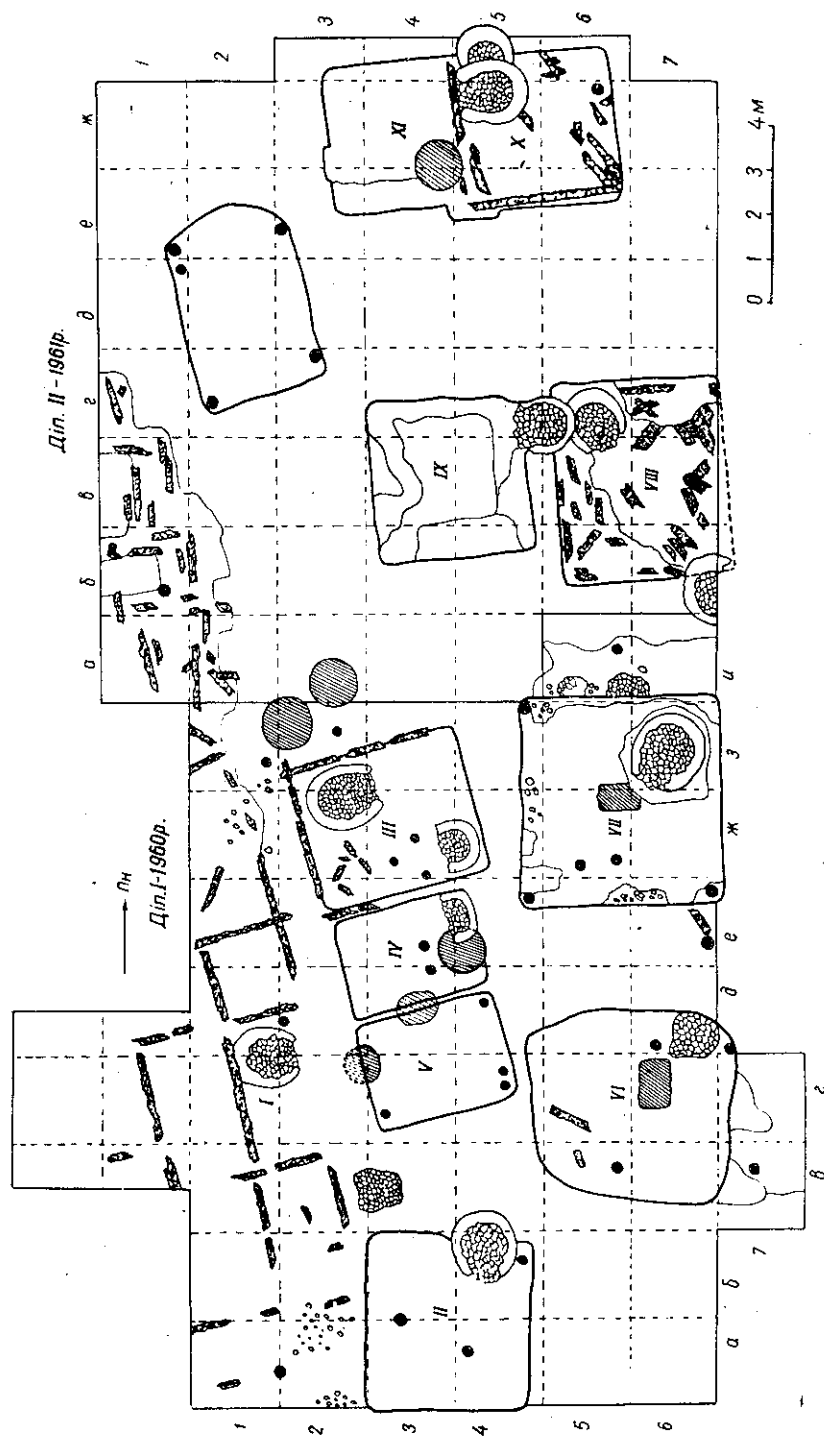 Діл. II - 1961р.
Діл. I - 1960р.
Пн
1
2
3
4
5
6
7
а
б
в
г
д
е
ж
0 1 2 3 4 м
I
II
III
IV
V
VI
VII
VIII
IX
X
XI
1
2
3
4
5
6
7
а
б
в
г
д
е
ж
з
и